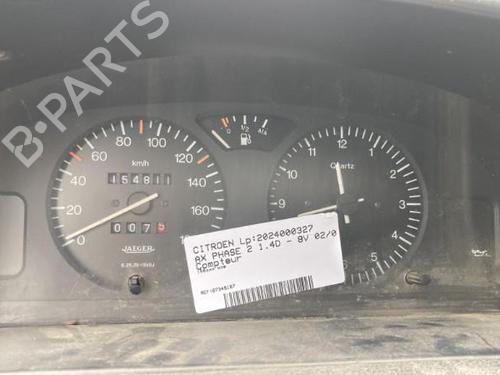 B-PARTS
0 1/2 4/4
0 40 60 80 100 120 140 160
km/h
154811
0075
JAEGER
12 1 2 3 4 5 9 10 11
Quartz
CITROEN Lp:2024000327
AX PHASE 2 1.4D - 8V 02/0
Compteur